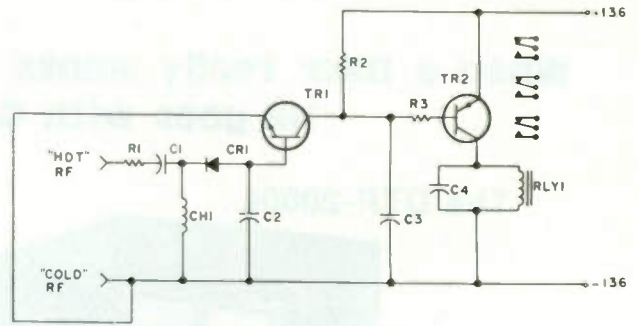 -136
R2
TR1
TR2
R3
"HOT"
RF
R1
C1
CR1
CH1
C2
C3
C4
RLY1
"COLD"
RF
-136